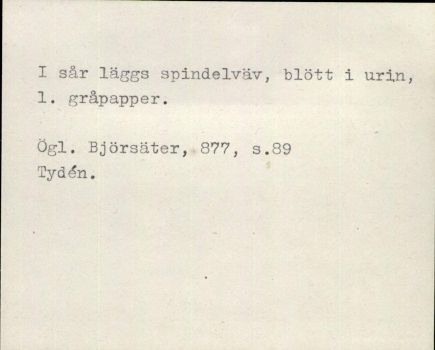 I sår läggs spindelväv, blött i urin,
l. gråpapper.
Ögl. Björsäter, 877, s.89
Tydén.